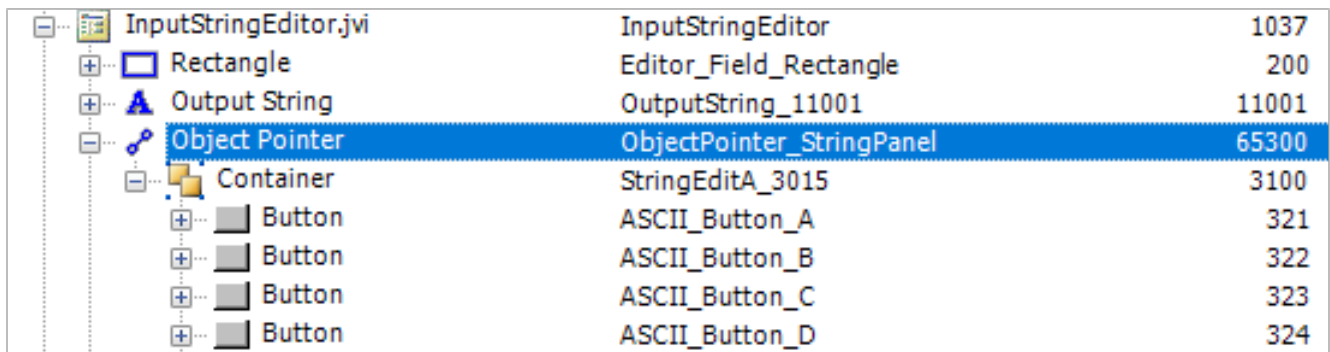 InputStringEditor.jvi InputStringEditor 1037
Rectangle Editor_Field_Rectangle 200
Output String OutputString_11001 11001
Object Pointer ObjectPointer_StringPanel 65300
Container StringEditA_3015 3100
Button ASCII_Button_A 321
Button ASCII_Button_B 322
Button ASCII_Button_C 323
Button ASCII_Button_D 324